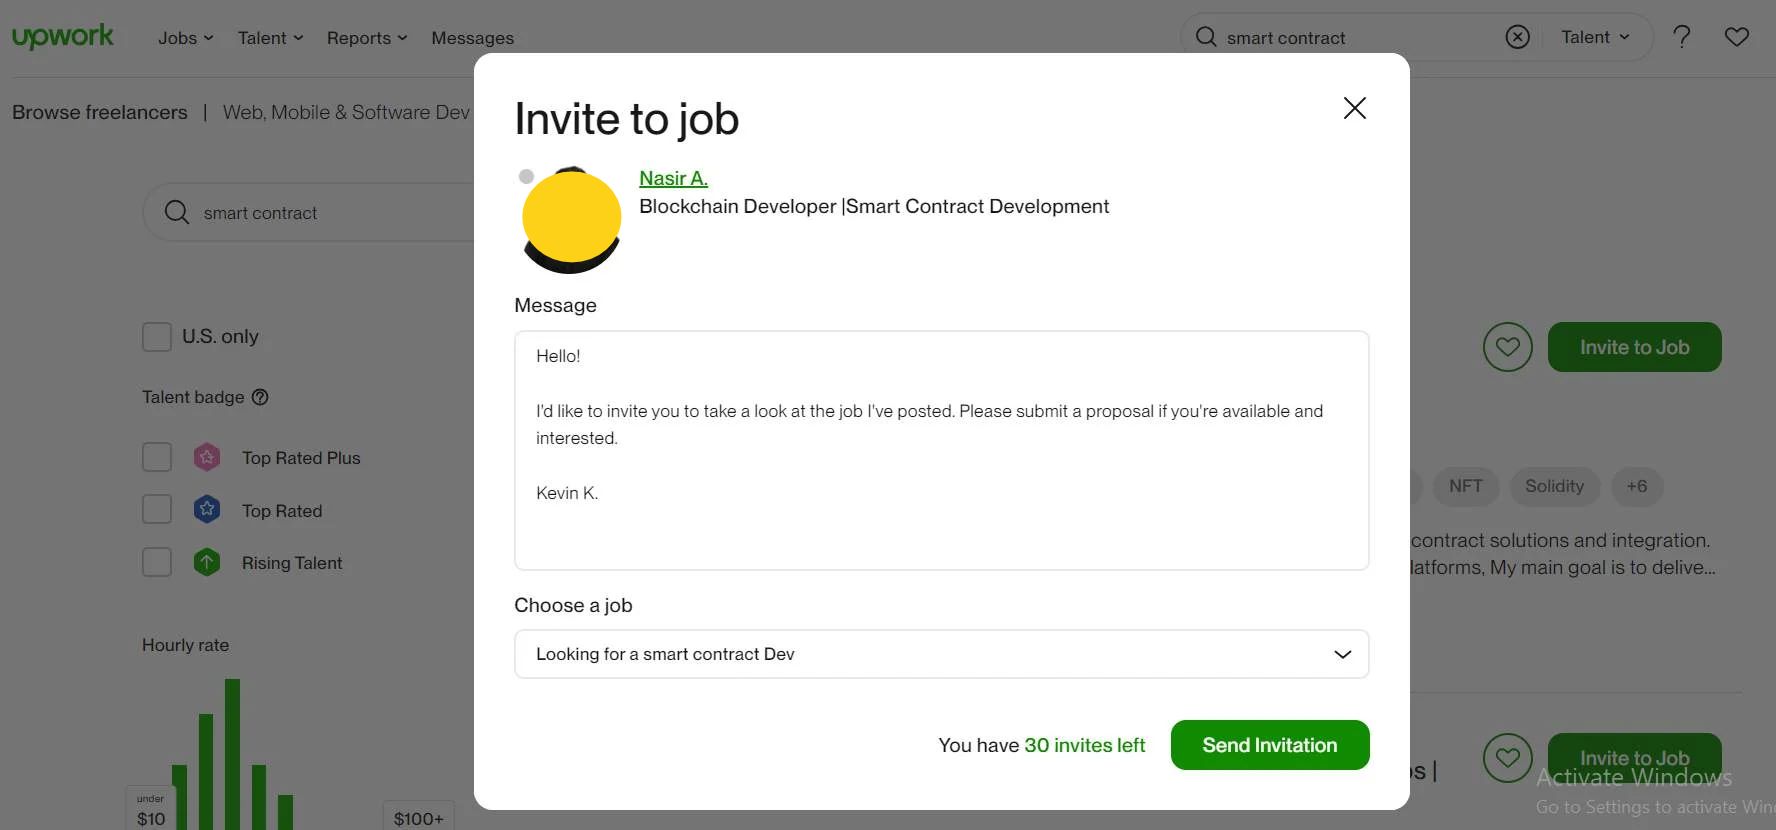 upwork Jobs Talent Reports Messages smart contract Talent ?
Browse freelancers | Web, Mobile & Software Dev
smart contract
U.S. only
Talent badge ?
Top Rated Plus
Top Rated
Rising Talent
Hourly rate
under
$10
$100+
Invite to job
Nasir A.
Blockchain Developer |Smart Contract Development
Message
Hello!
I'd like to invite you to take a look at the job I've posted. Please submit a proposal if you're available and
interested.
Kevin K.
Choose a job
Looking for a smart contract Dev
You have 30 invites left Send Invitation
Invite to Job
NFT Solidity +6
contract solutions and integration.
latforms, My main goal is to delive...
Invite to Job
|
Activate Windows
Go to Settings to activate Win